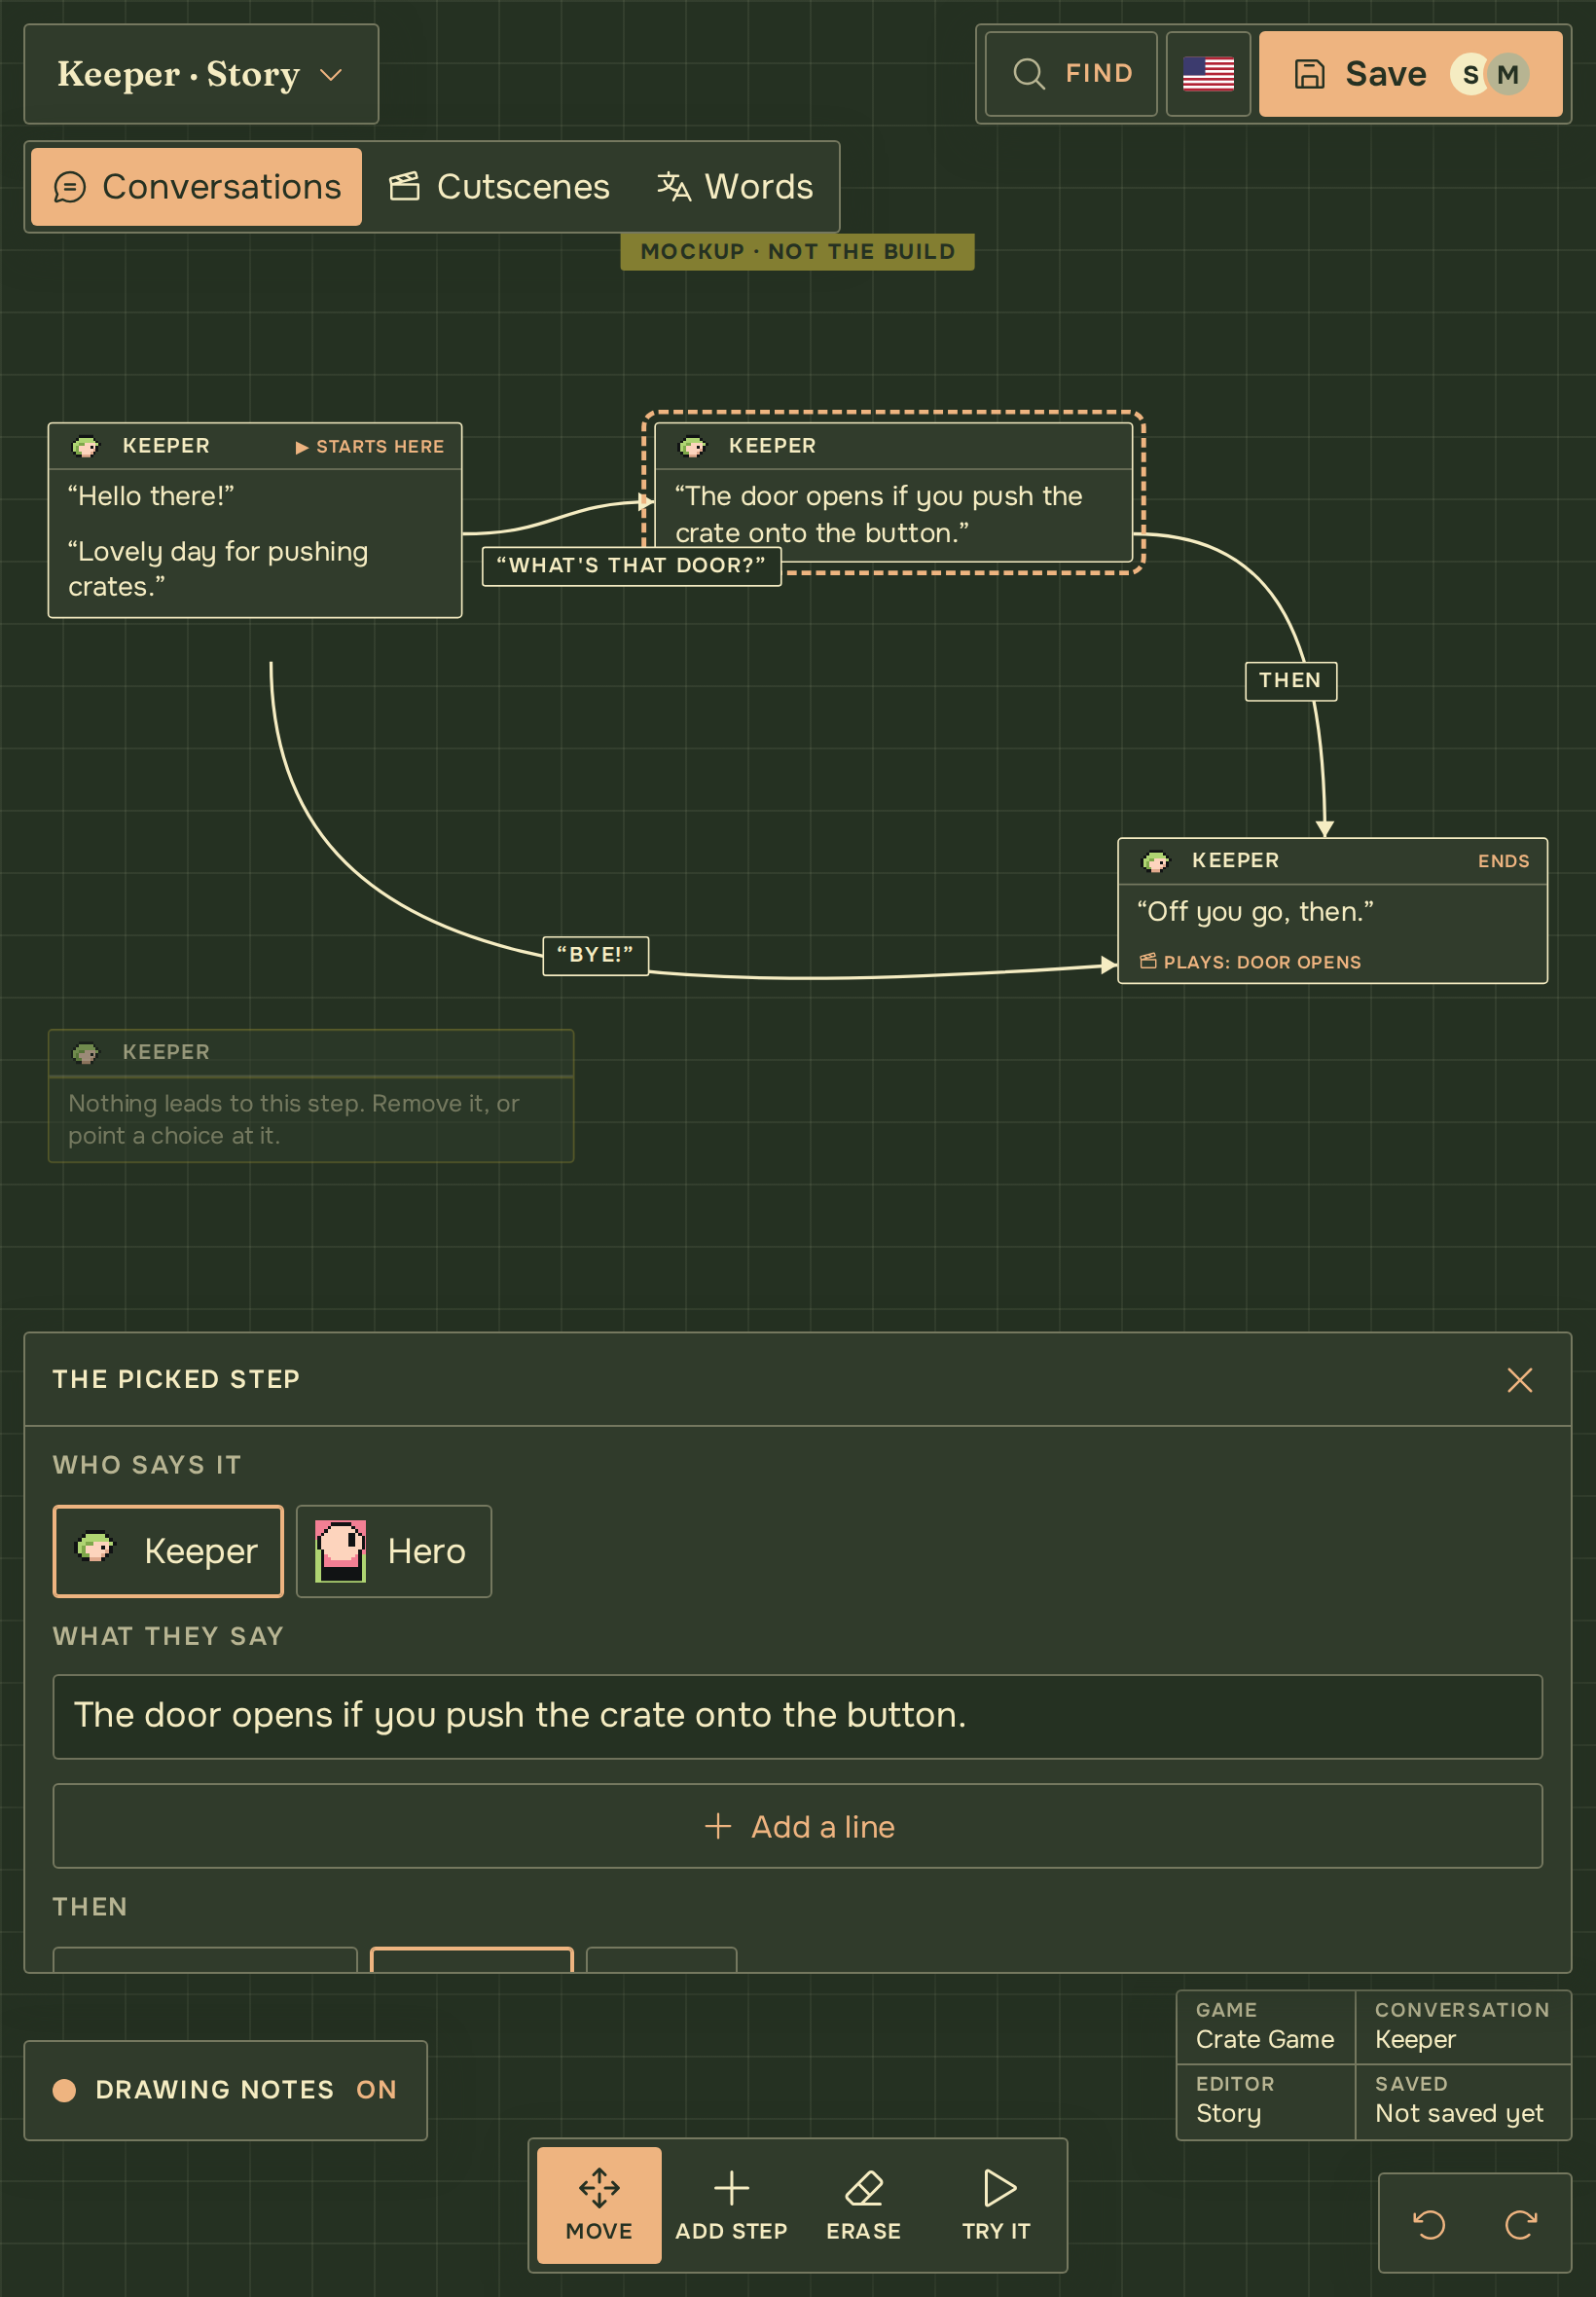 Keeper · Story
FIND
Save
S
M
Conversations
Cutscenes
Words
MOCKUP · NOT THE BUILD
KEEPER
▶ STARTS HERE
“Hello there!”
“Lovely day for pushing
crates.”
KEEPER
“The door opens if you push the
crate onto the button.”
“WHAT'S THAT DOOR?”
THEN
KEEPER
ENDS
“Off you go, then.”
PLAYS: DOOR OPENS
“BYE!”
KEEPER
Nothing leads to this step. Remove it, or
point a choice at it.
THE PICKED STEP
WHO SAYS IT
Keeper
Hero
WHAT THEY SAY
The door opens if you push the crate onto the button.
Add a line
THEN
GAME
Crate Game
CONVERSATION
Keeper
EDITOR
Story
SAVED
Not saved yet
DRAWING NOTES ON
MOVE
ADD STEP
ERASE
TRY IT